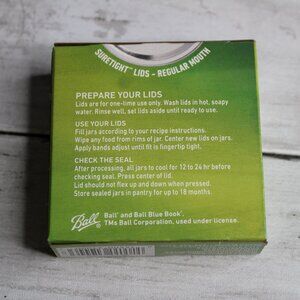 SURETIGHT™ LIDS – REGULAR MOUTH
PREPARE YOUR LIDS
Lids are for one-time use only. Wash lids in hot, soapy
water. Rinse well, set lids aside until ready to use.
USE YOUR LIDS
Fill jars according to your recipe instructions.
Wipe any food from rims of jar. Center new lids on jars.
Apply bands adjust until fit is fingertip tight.
CHECK THE SEAL
After processing, all jars to cool for 12 to 24 hr before
checking seal. Press center of lid.
Lid should not flex up and down when pressed.
Store sealed jars in pantry for up to 18 months.
Ball
Ball® and Ball Blue Book®,
TMs Ball Corporation, used under license.